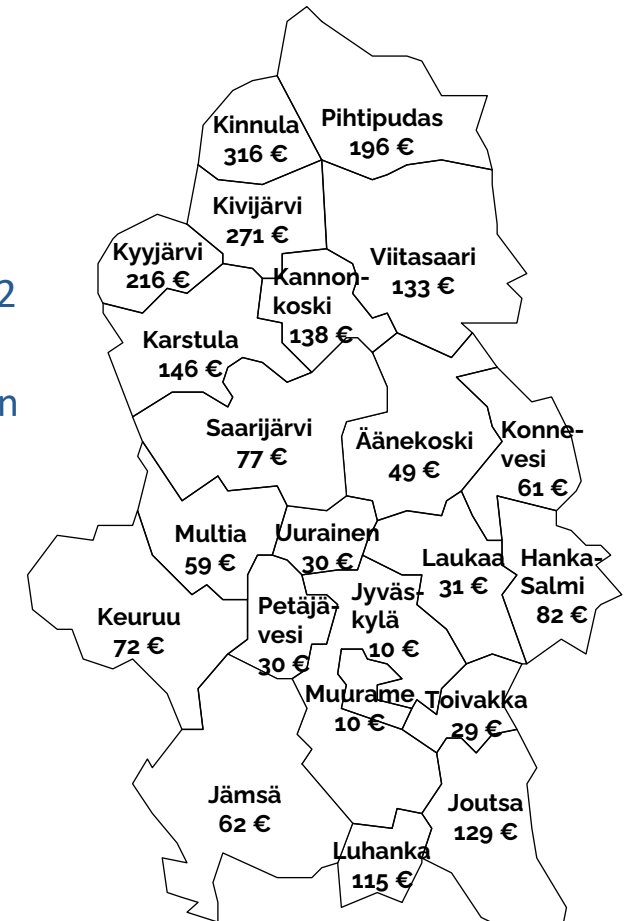 Pihtipudas
196 €
Kinnula
316 €
Kivijärvi
271 €
Kyyjärvi
216 €
Viitasaari
133 €
Kannon-
koski
138 €
2
Karstula
146 €
n
Saarijärvi
77 €
Äänekoski
49 €
Konne-
vesi
61 €
Multia
59 €
Uurainen
30 €
Laukaa
31 €
Hanka-
Salmi
82 €
Keuruu
72 €
Petäjä-
vesi
30 €
Jyväs-
kylä
10 €
Muurame
10 €
Toivakka
29 €
Jämsä
62 €
Joutsa
129 €
Luhanka
115 €